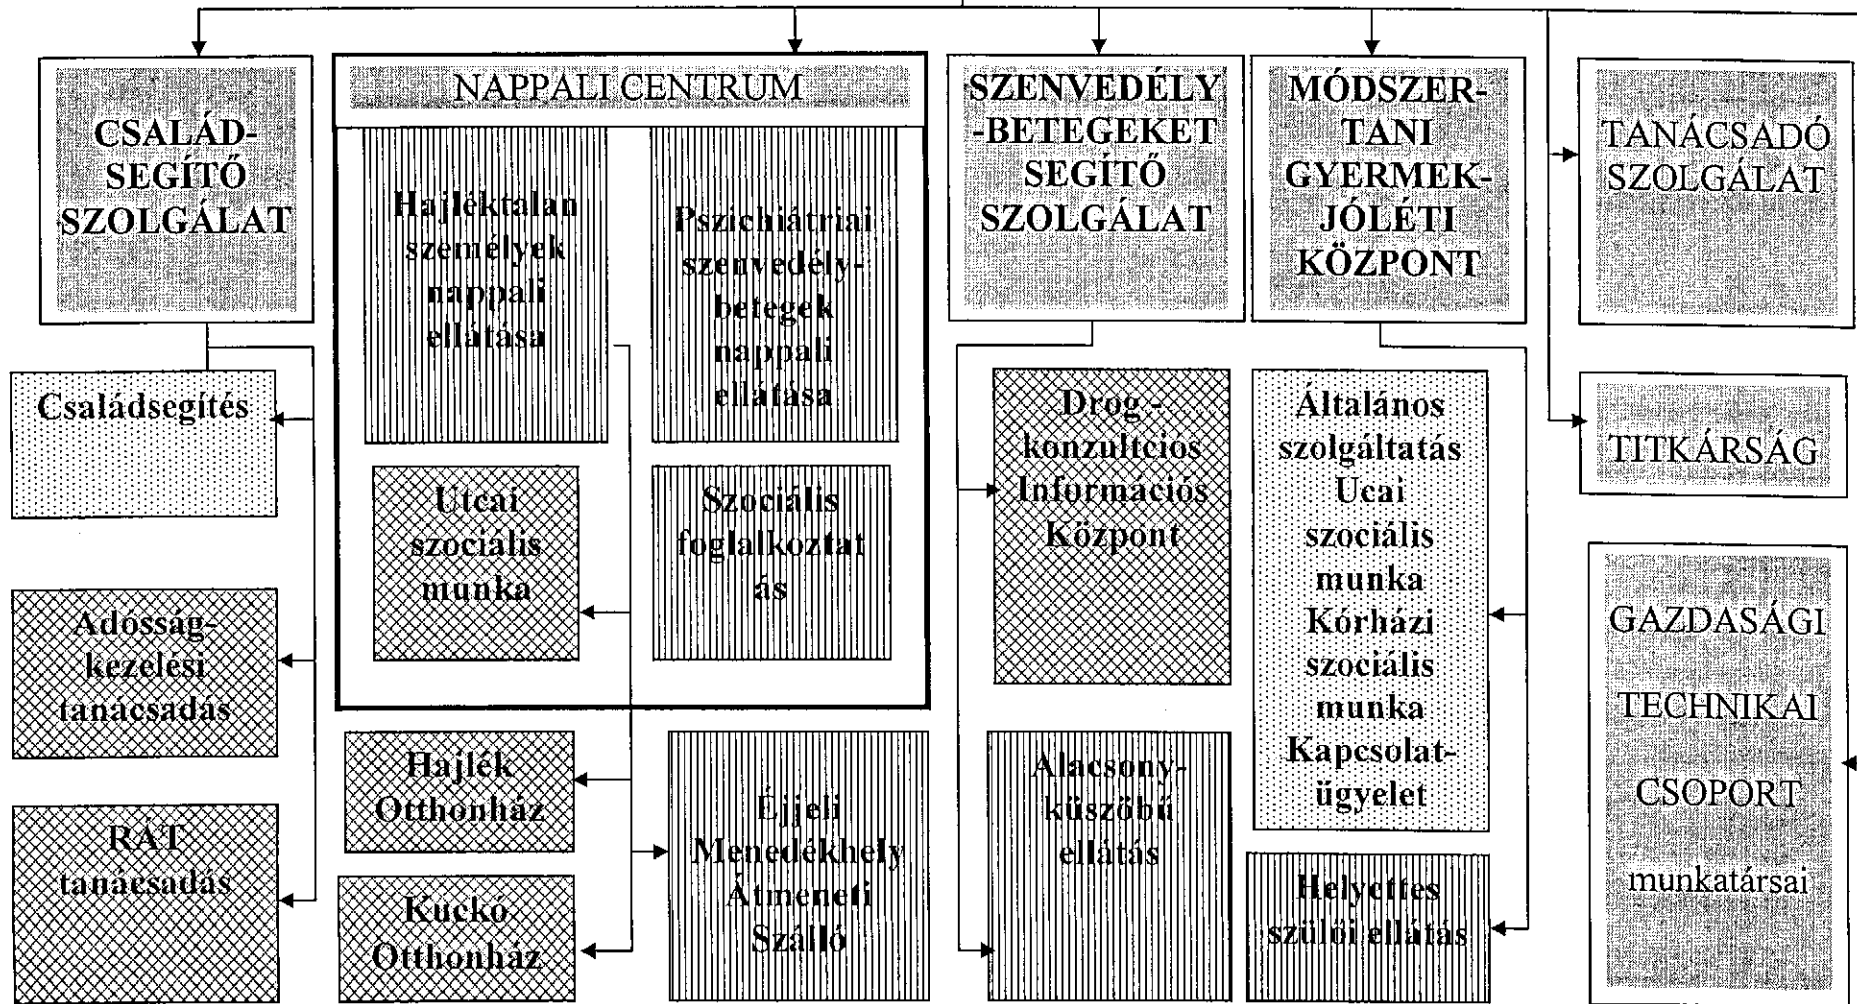 CSALÁD-
SEGÍTŐ
SZOLGÁLAT
NAPPALI CENTRUM
SZENVEDÉLY
-BETEGEKET
SEGÍTŐ
SZOLGÁLAT
MÓDSZER-
TANI
GYERMEK-
JÓLÉTI
KÖZPONT
TANÁCSADÓ
SZOLGÁLAT
Hajléktalan
személyek
nappali
ellátása
Pszichiátriai
szenvedély-
betegek
nappali
ellátása
Családsegítés
Utcai
szociális
munka
Szociális
foglalkoztat
ás
Drog -
konzultciós
Információs
Központ
Általános
szolgáltatás
Ucai
szociális
munka
Kórházi
szociális
munka
Kapcsolat-
ügyelet
TITKÁRSÁG
Adósság-
kezelési
tanácsadás
GAZDASÁGI
TECHNIKAI
CSOPORT
munkatársai
RÁT
tanácsadás
Hajlék
Otthonház
Kuckó
Otthonház
Éjjeli
Menedékhely
Átmeneti
Szálló
Alacsony-
küszöbű
ellátás
Helyettes
szülői ellátás